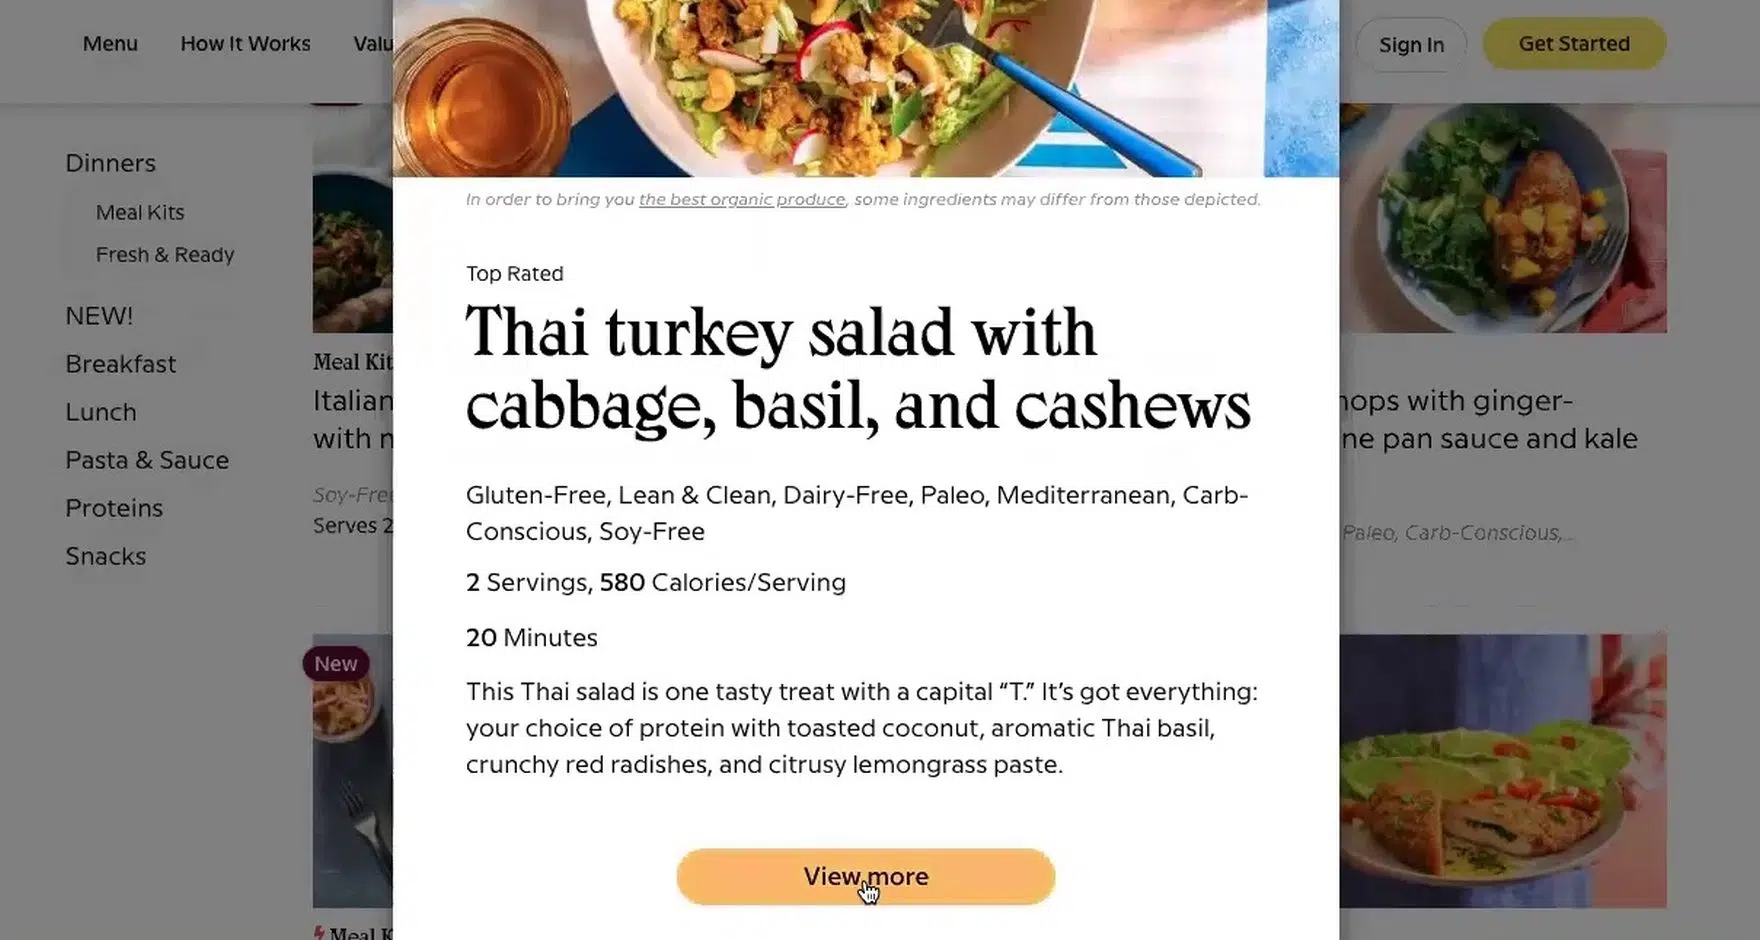 Menu
How It Works
Sign In
Get Started
Dinners
Meal Kits
Fresh & Ready
NEW!
Breakfast
Lunch
Pasta & Sauce
Proteins
Snacks
Meal
Italian
with
Soy-Free
Serves 2
New
Meal
In order to bring you the best organic produce, some ingredients may differ from those depicted.
Top Rated
Thai turkey salad with
cabbage, basil, and cashews
Gluten-Free, Lean & Clean, Dairy-Free, Paleo, Mediterranean, Carb-
Conscious, Soy-Free
2 Servings, 580 Calories/Serving
20 Minutes
This Thai salad is one tasty treat with a capital “T.” It’s got everything:
your choice of protein with toasted coconut, aromatic Thai basil,
crunchy red radishes, and citrusy lemongrass paste.
View more
with ginger-
pan sauce and kale
Paleo, Carb-Conscious,...